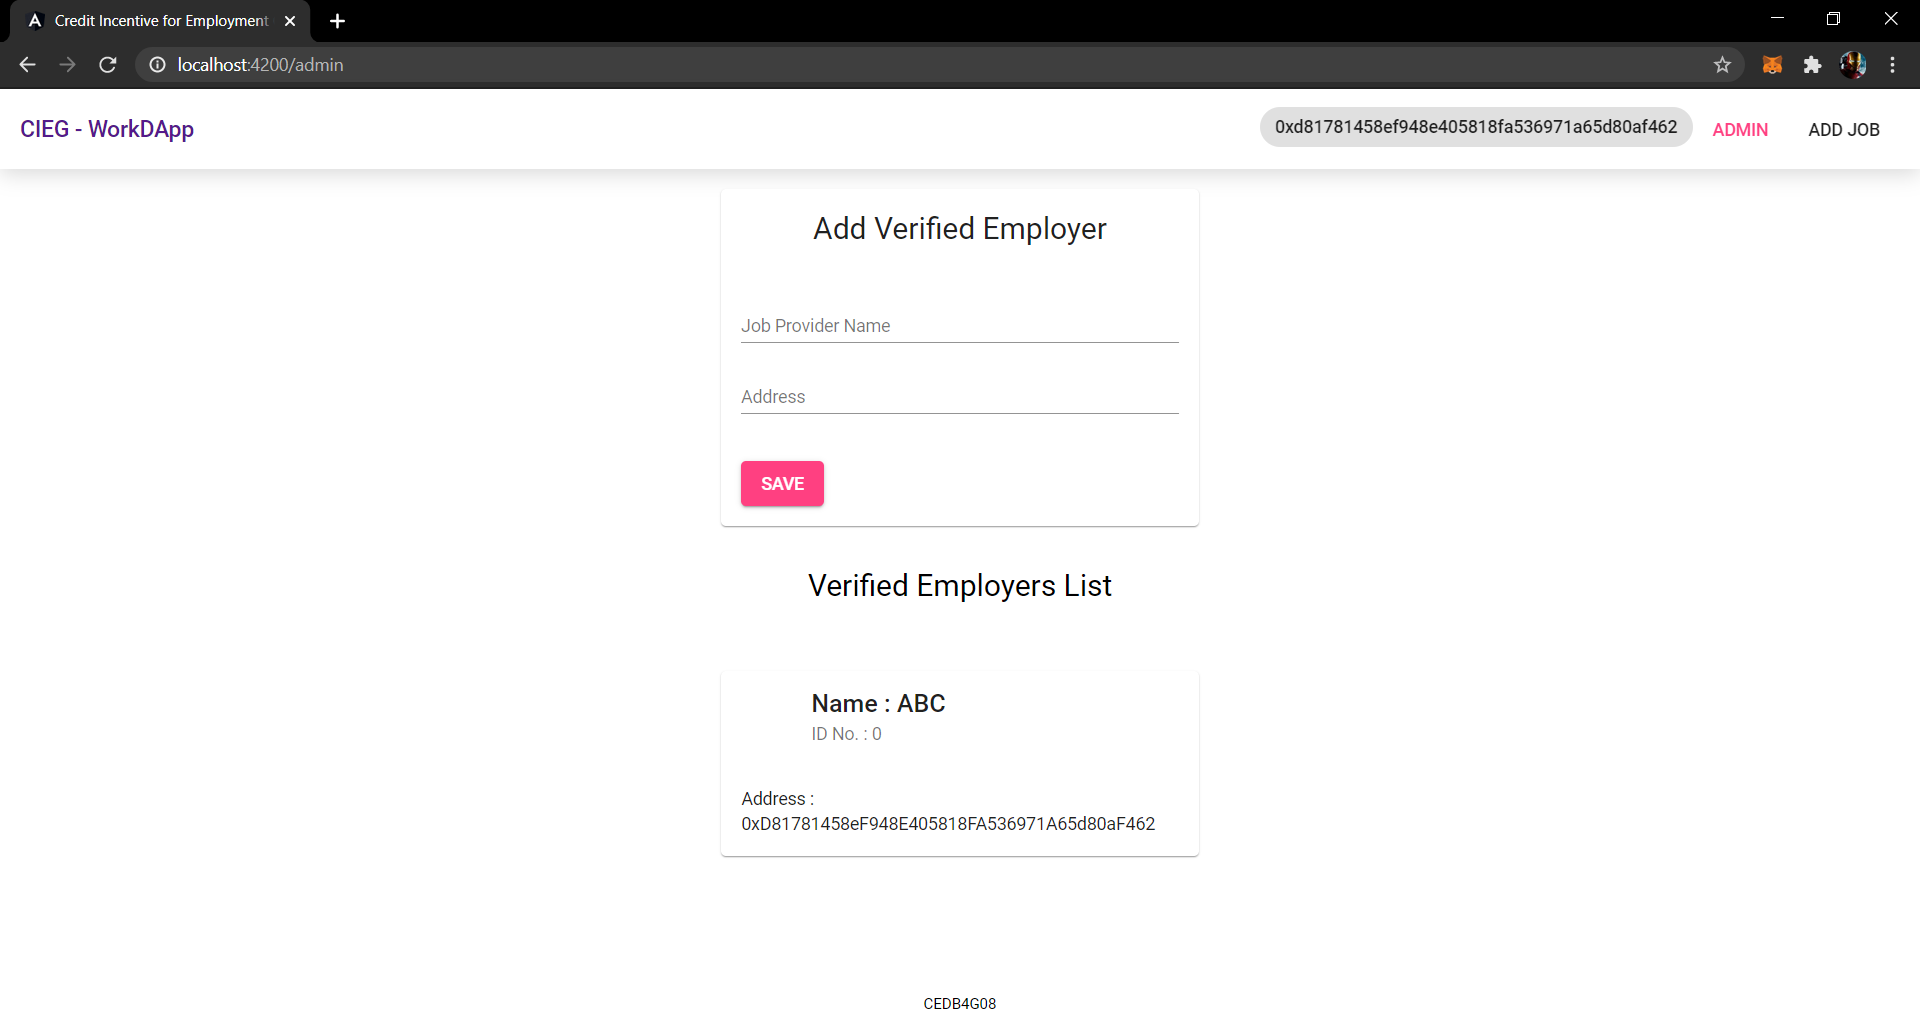 Credit Incentive for Employment
localhost:4200/admin
CIEG - WorkDApp
0xd81781458ef948e405818fa536971a65d80af462
ADMIN
ADD JOB
Add Verified Employer
Job Provider Name
Address
SAVE
Verified Employers List
Name : ABC
ID No. : 0
Address :
0xD81781458eF948E405818FA536971A65d80aF462
CEDB4G08